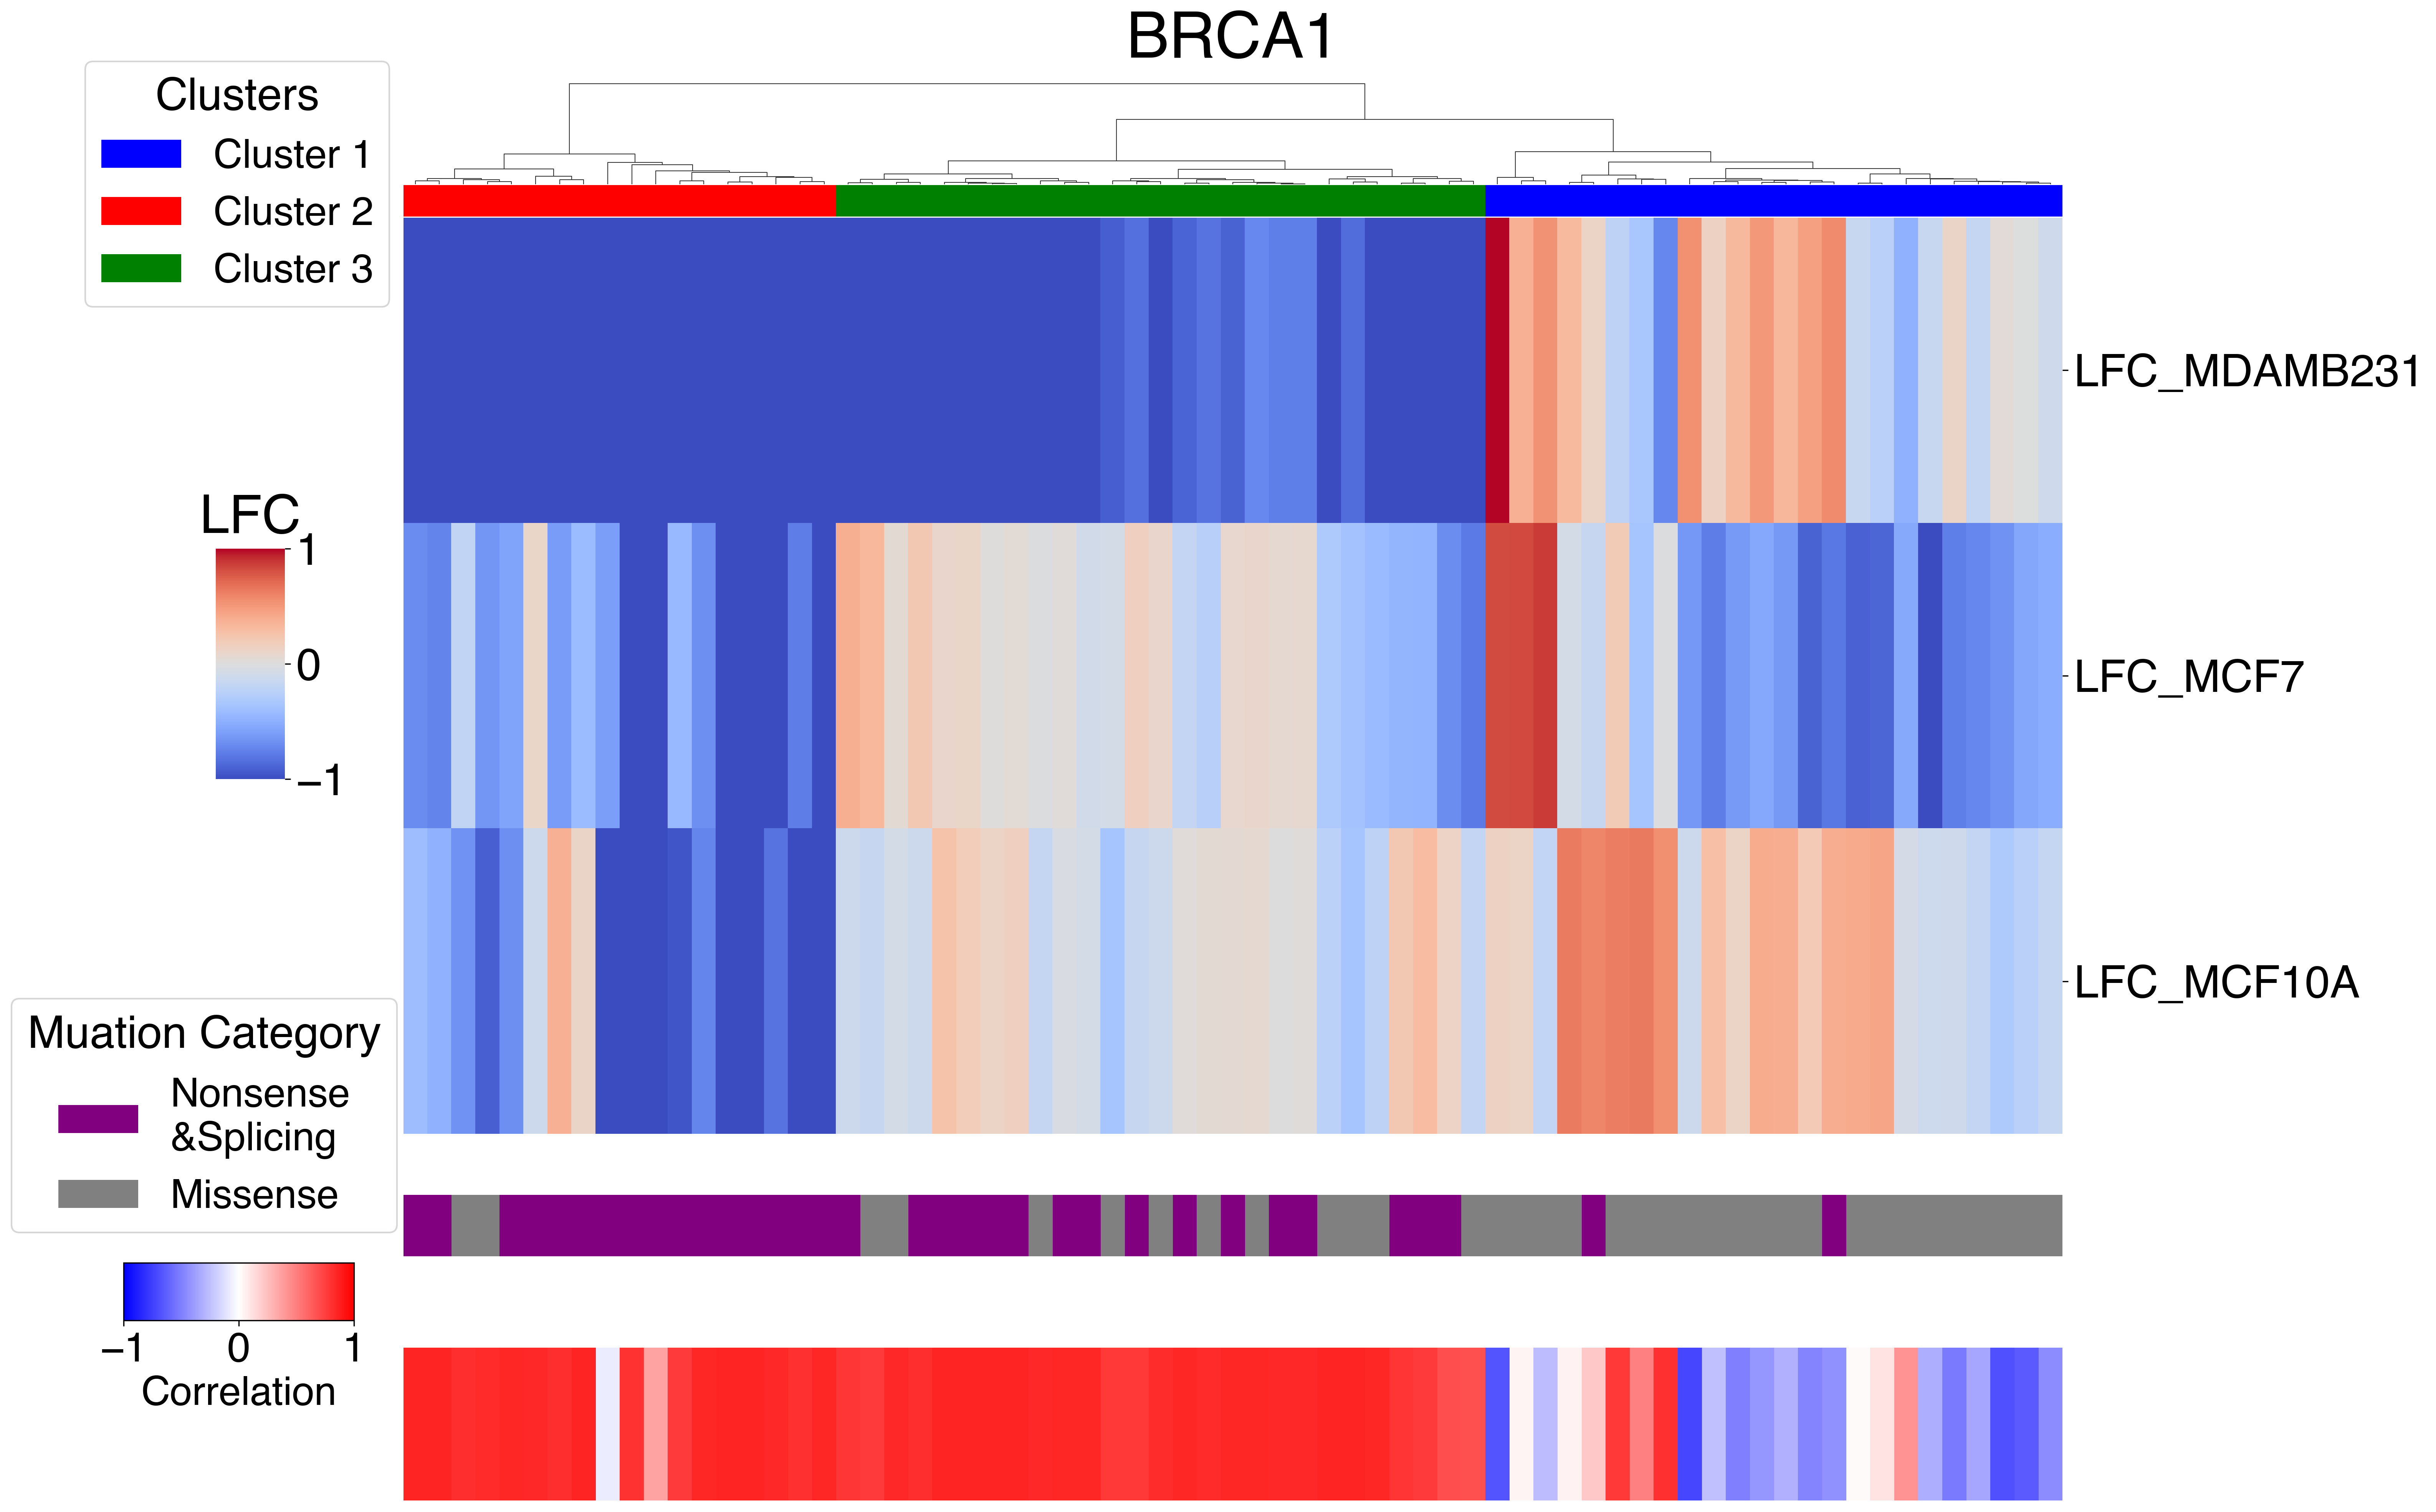 BRCA1
Clusters
Cluster 1
Cluster 2
Cluster 3
LFC
1
0
−1
LFC_MDAMB231
LFC_MCF7
LFC_MCF10A
Muation Category
Nonsense
&Splicing
Missense
−1 0 1
Correlation